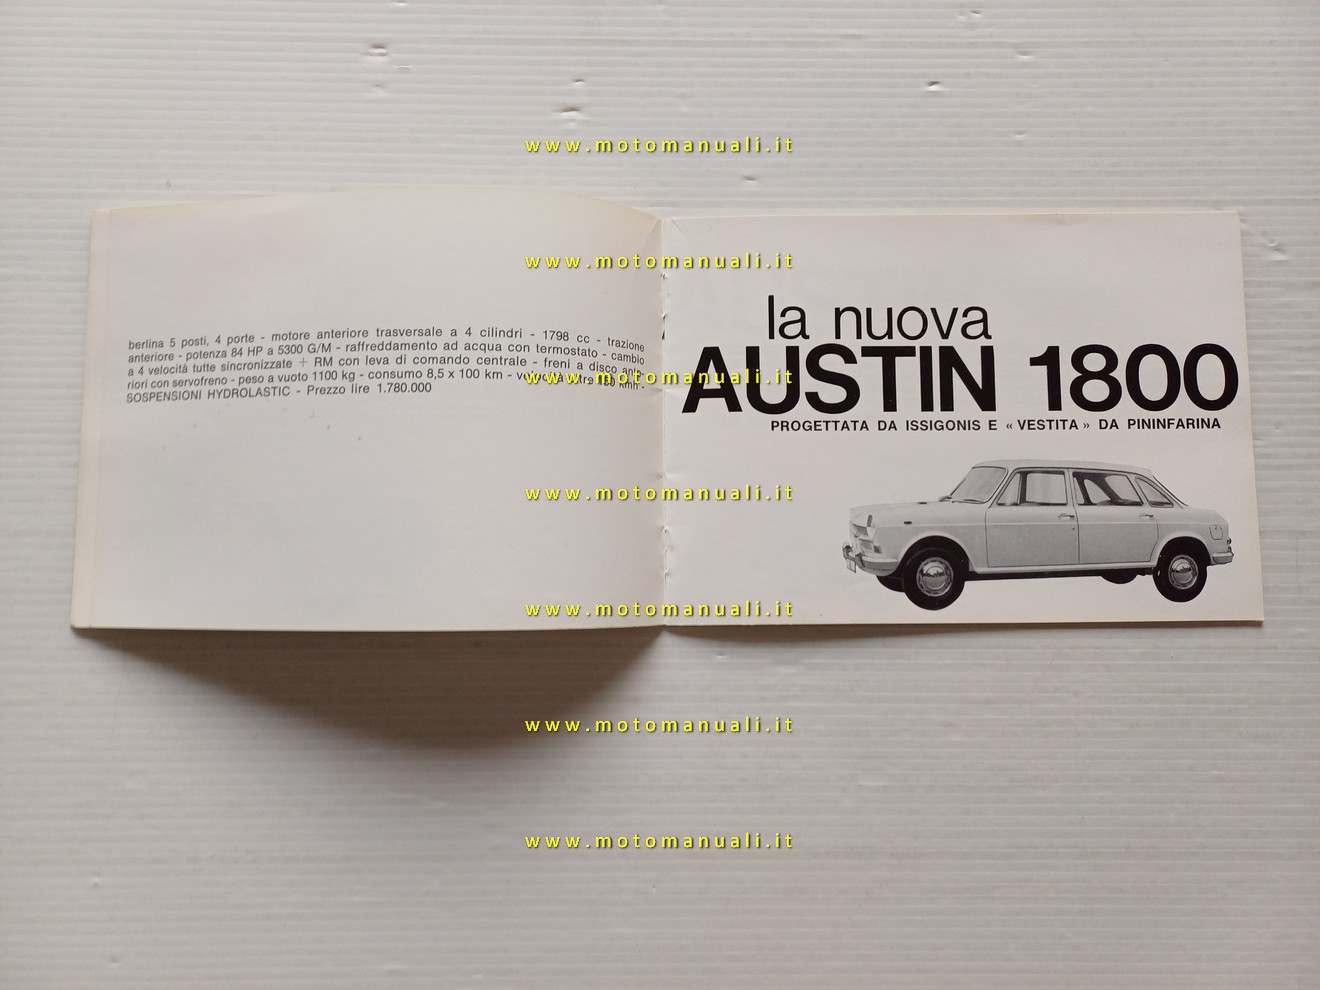 www.motomanuali.it
www.motomanuali.it
berlina 5 posti, 4 porte - motore anteriore trasversale a 4 cilindri - 1798 cc - trazione
anteriore - potenza 84 HP a 5300 G/M - raffreddamento ad acqua con termostato - cambio
a 4 velocità tutte sincronizzate + RM con leva di comando centrale - freni a disco
riori con servofreno - peso a vuoto 1100 kg - consumo 8,5 x 100 km -
SOSPENSIONI HYDROLASTIC - Prezzo lire 1.780.000
la nuova
AUSTIN 1800
PROGETTATA DA ISSIGONIS E « VESTITA » DA PININFARINA
www.motomanuali.it
www.motomanuali.it
www.motomanuali.it
www.motomanuali.it
www.motomanuali.it